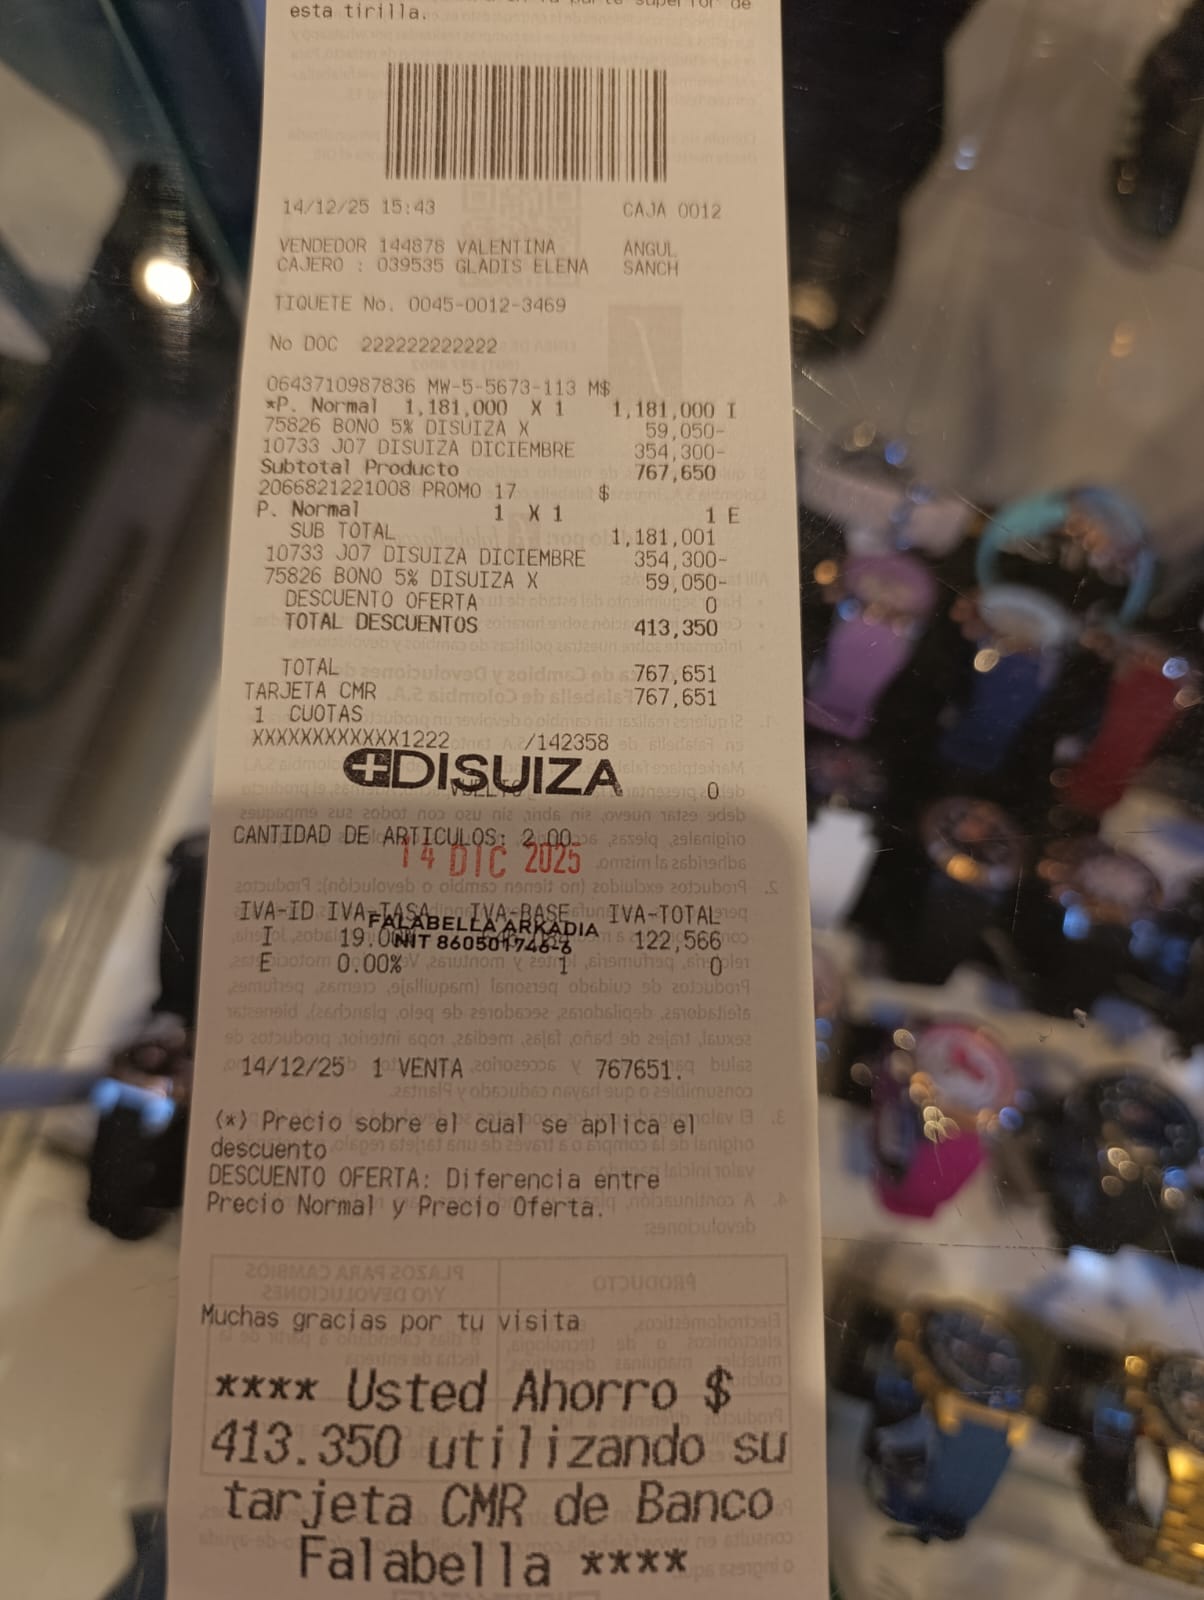 esta tirilla.
14/12/25 15:43 CAJA 0012
VENDEDOR 144878 VALENTINA ANGUL
CAJERO : 039535 GLADIS ELENA SANCH
TIQUETE No. 0045-0012-3469
No DOC 222222222222
0643710987836 MW-5-5673-113 M$
*P. Normal 1,181,000 X 1 1,181,000 I
75826 BONO 5% DISUIZA X 59,050-
10733 J07 DISUIZA DICIEMBRE 354,300-
Subtotal Producto 767,650
2066821221008 PROMO 17 $
P. Normal 1 X 1 1 E
SUB TOTAL 1,181,001
10733 J07 DISUIZA DICIEMBRE 354,300-
75826 BONO 5% DISUIZA X 59,050-
DESCUENTO OFERTA 0
TOTAL DESCUENTOS 413,350
TOTAL 767,651
TARJETA CMR 767,651
1 CUOTAS
XXXXXXXXXXXX1222 /142358
DISUIZA
VUELTO 0
CANTIDAD DE ARTICULOS: 2.00
14 DIC 2025
IVA-ID IVA-TASA IVA-BASE IVA-TOTAL
FALABELLA ARKADIA
I 19.00% 122,566
NIT 860501746-6
E 0.00% 1 0
14/12/25 1 VENTA 767651.
(*) Precio sobre el cual se aplica el
descuento
DESCUENTO OFERTA: Diferencia entre
Precio Normal y Precio Oferta.
Muchas gracias por tu visita
**** Usted Ahorro $
413.350 utilizando su
tarjeta CMR de Banco
Falabella ****